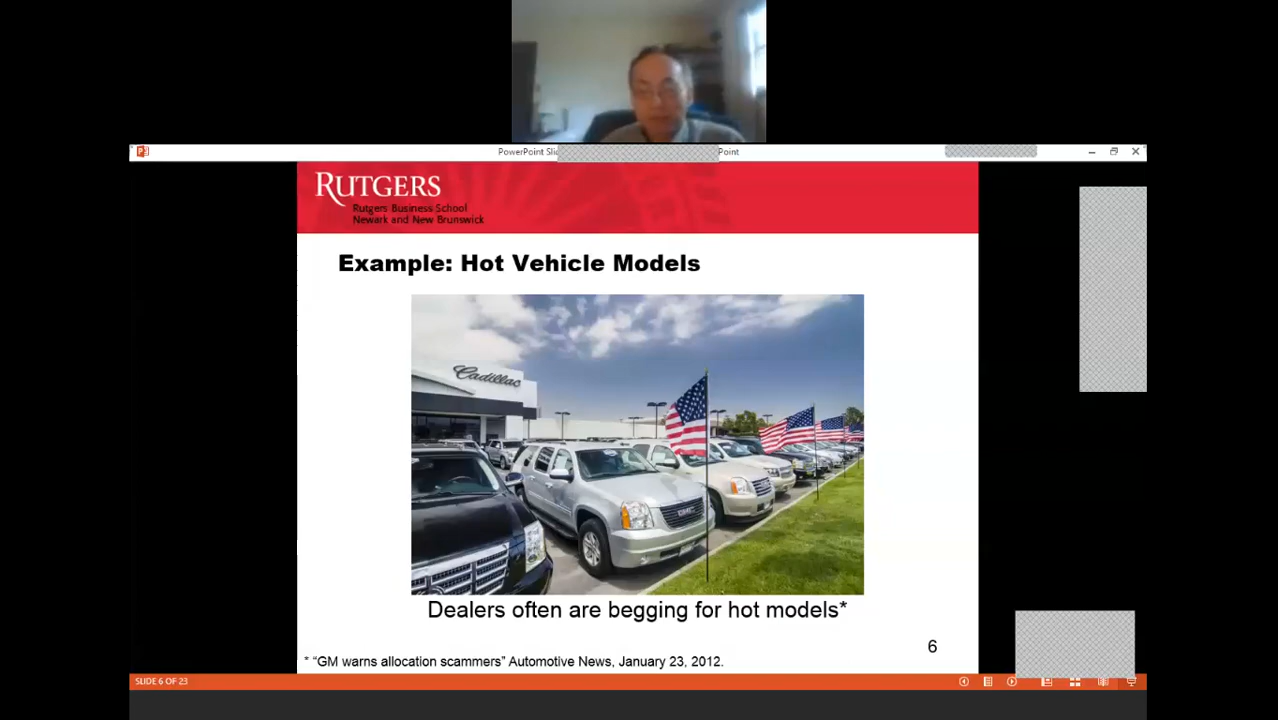 PowerPoint Sli
Point
RUTGERS
Rutgers Business School
Newark and New Brunswick
Example: Hot Vehicle Models
Cadillac
GMC
Dealers often are begging for hot models*
6
* “GM warns allocation scammers” Automotive News, January 23, 2012.
SLIDE 6 OF 23